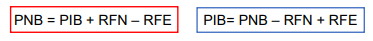 PNB = PIB + RFN – RFE
PIB= PNB – RFN + RFE